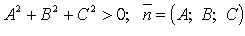 A² + B² + C² > 0; n̅ = (A; B; C)